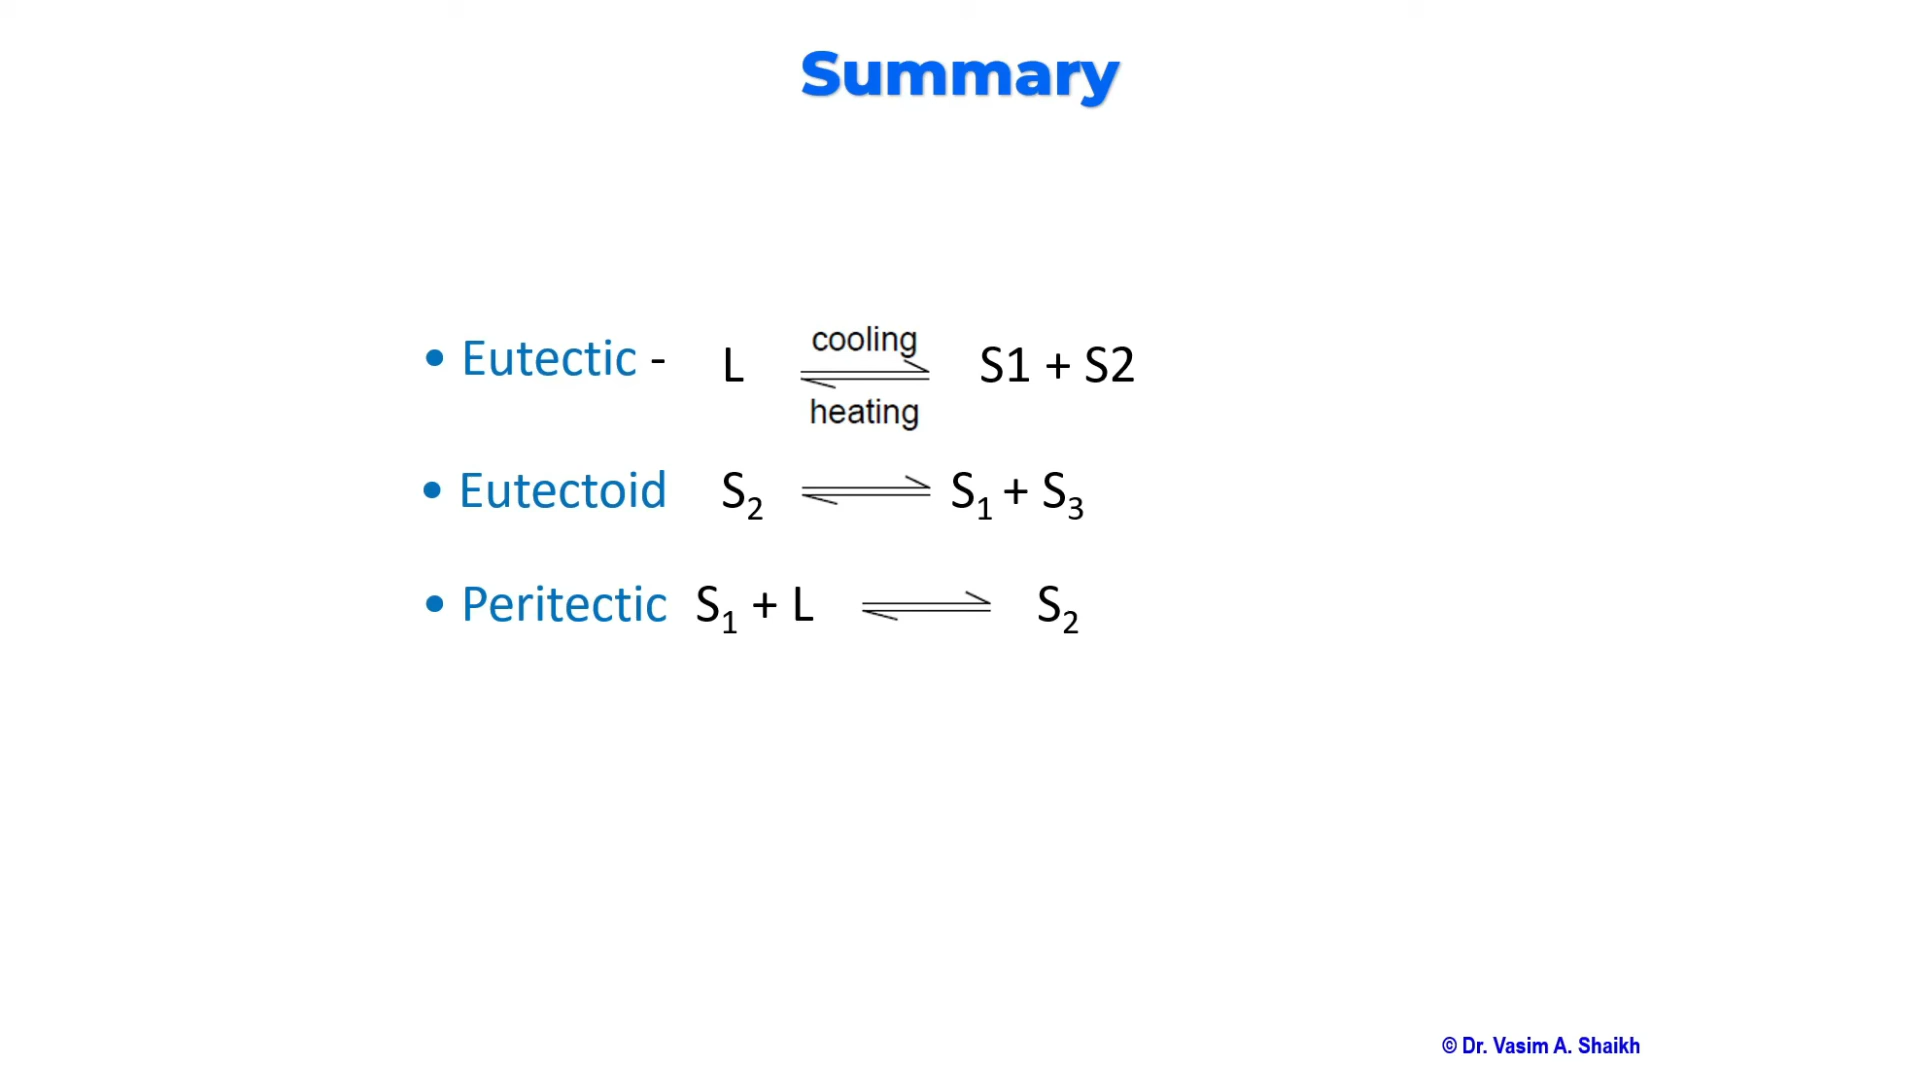 Summary
• Eutectic - L cooling ⇌ heating S1 + S2
• Eutectoid S₂ ⇌ S₁ + S₃
• Peritectic S₁ + L ⇌ S₂
© Dr. Vasim A. Shaikh